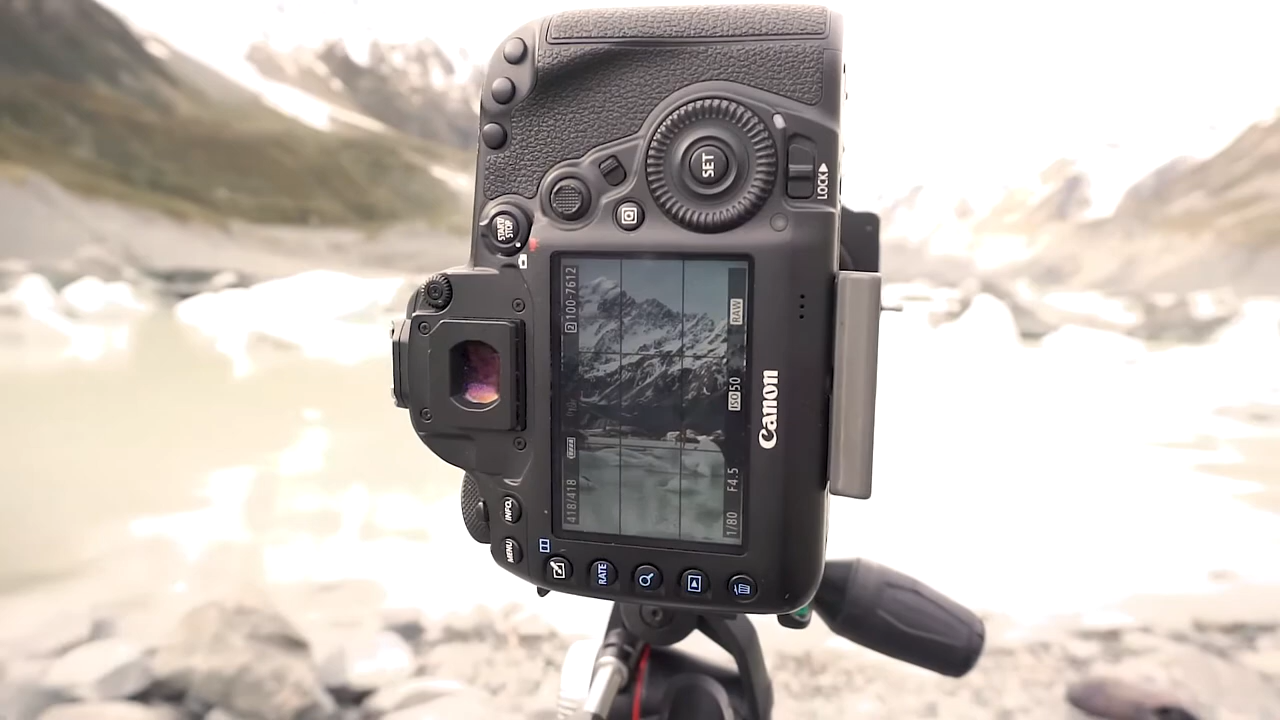 SET
LOCK▶
START/
STOP
2 100-7612
RAW
ISO 50
Canon
418/418
1/80 F4.5
INFO.
MENU
RATE
Q